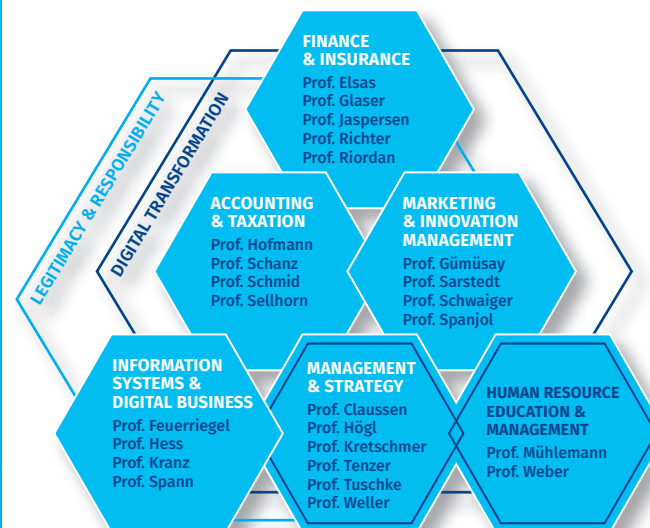 FINANCE
& INSURANCE
Prof. Elsas
Prof. Glaser
Prof. Jaspersen
Prof. Richter
Prof. Riordan
LEGITIMACY & RESPONSIBILITY
DIGITAL TRANSFORMATION
ACCOUNTING
& TAXATION
Prof. Hofmann
Prof. Schanz
Prof. Schmid
Prof. Sellhorn
MARKETING
& INNOVATION
MANAGEMENT
Prof. Gümüsay
Prof. Sarstedt
Prof. Schwaiger
Prof. Spanjol
INFORMATION
SYSTEMS &
DIGITAL BUSINESS
Prof. Feuerriegel
Prof. Hess
Prof. Kranz
Prof. Spann
MANAGEMENT
& STRATEGY
Prof. Claussen
Prof. Högl
Prof. Kretschmer
Prof. Tenzer
Prof. Tuschke
Prof. Weller
HUMAN RESOURCE
EDUCATION &
MANAGEMENT
Prof. Mühlemann
Prof. Weber